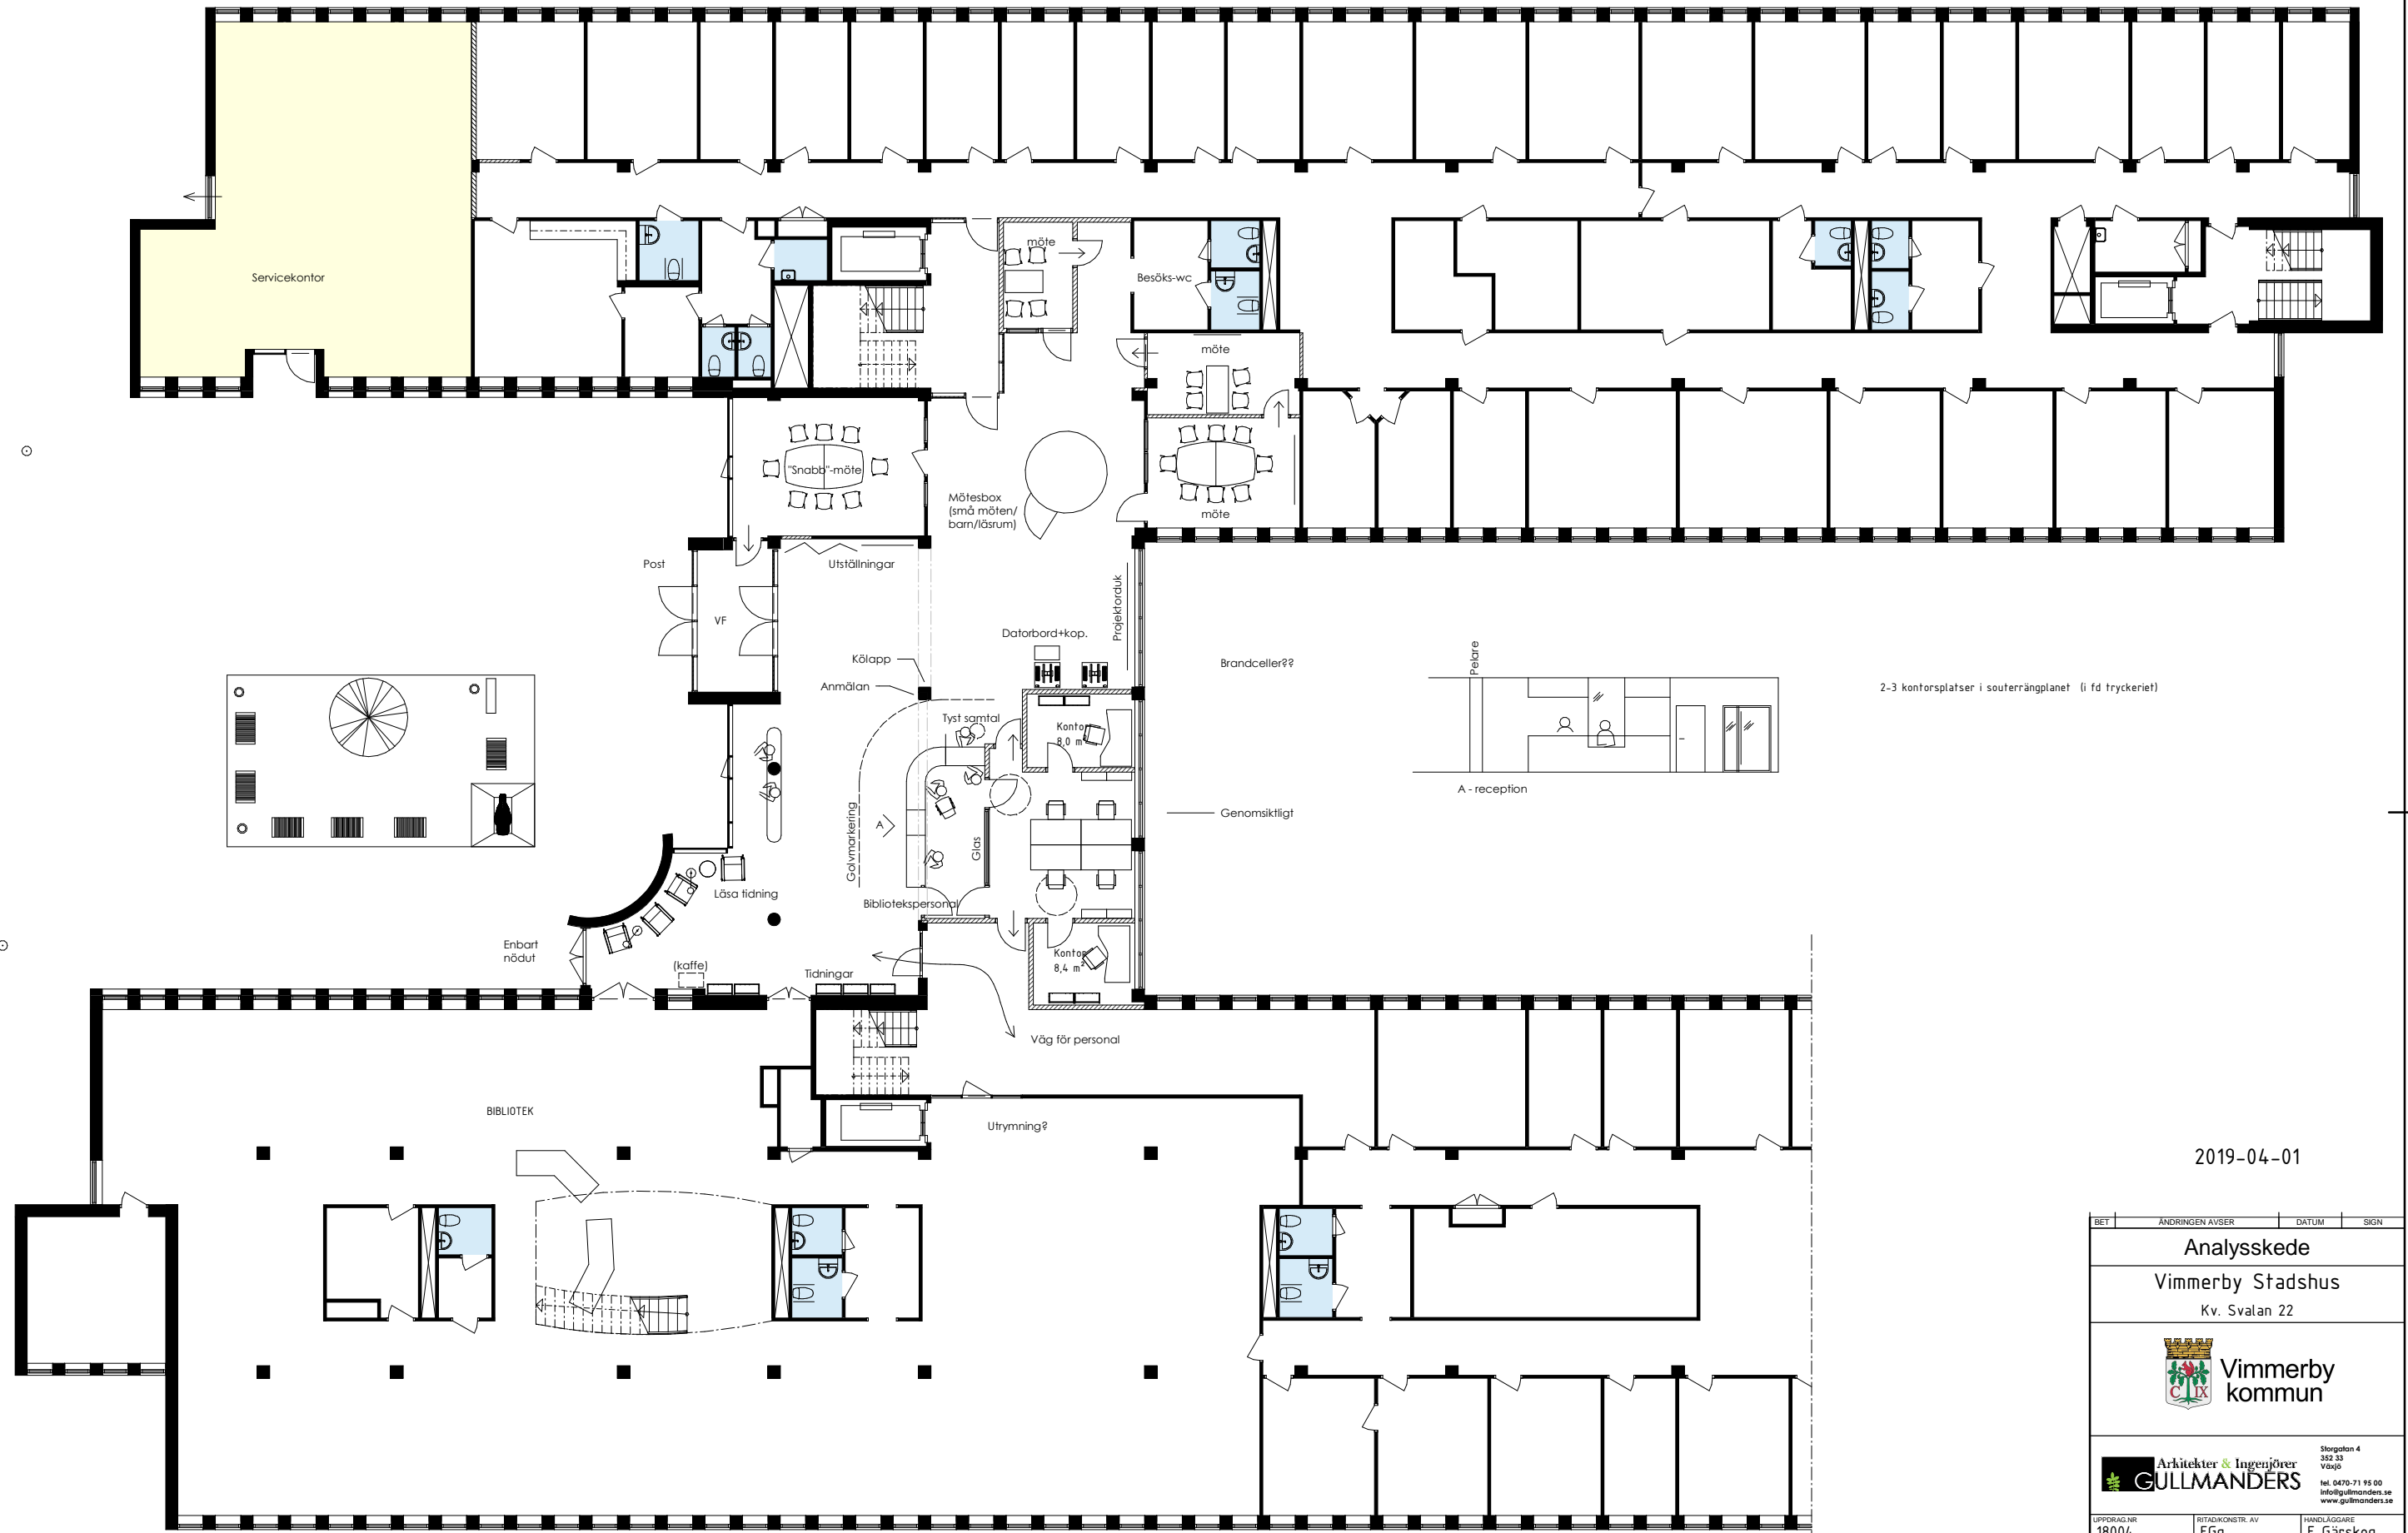 Servicekontor
möte
Besöks-wc
möte
"Snabb"-möte
Mötesbox
(små möten/
barn/läsrum)
möte
Post
Utställningar
VF
Projektorduk
Datorbord+kop.
Kölapp
Anmälan
Brandceller??
Pelare
2-3 kontorsplatser i souterrängplanet (i fd tryckeriet)
Tyst samtal
Kontor
8,0 m
A - reception
Golvmarkering
A
Glas
Genomsiktligt
Läsa tidning
Bibliotekspersonal
Enbart
nödut
(kaffe)
Tidningar
Kontor
8,4 m²
Väg för personal
BIBLIOTEK
Utrymning?
2019-04-01
BET ÄNDRINGEN AVSER DATUM SIGN
Analysskede
Vimmerby Stadshus
Kv. Svalan 22
C IX
Vimmerby
kommun
Arkitekter & Ingenjörer
GULLMANDERS
Storgatan 4
352 33
Växjö
tel. 0470-71 95 00
info@gullmanders.se
www.gullmanders.se
UPPDRAG.NR RITAD/KONSTR. AV HANDLÄGGARE
18004 EGg E Gärskog